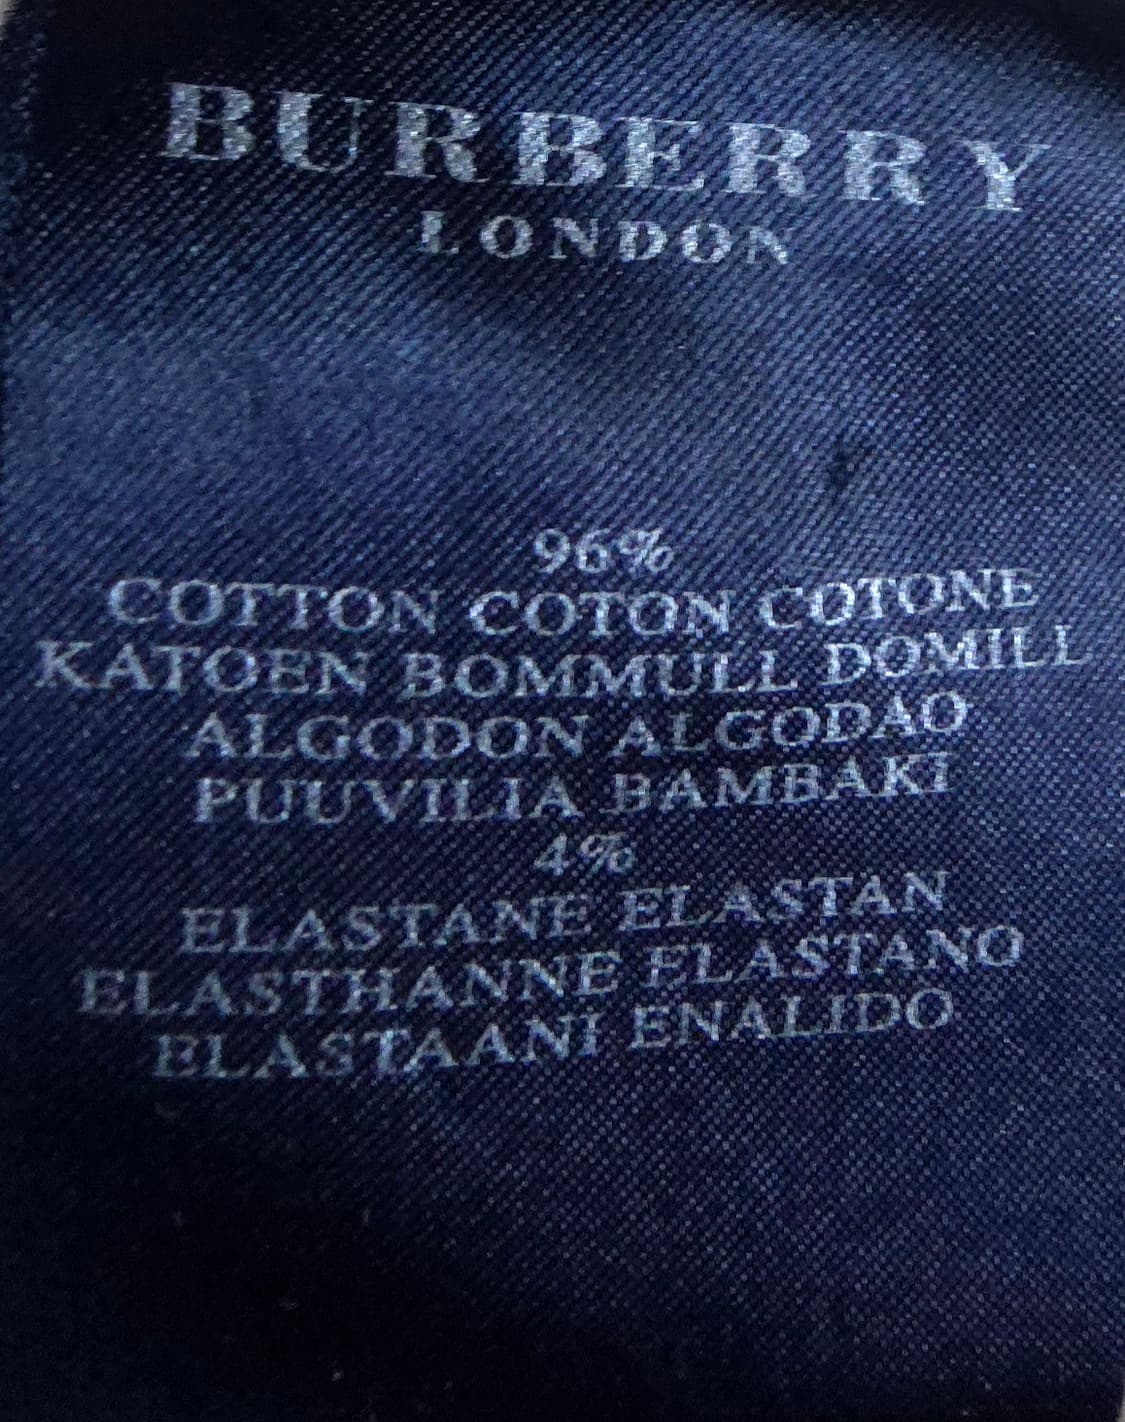 BURBERRY
LONDON
96%
COTTON COTON COTONE
KATOEN BOMMULL DOMILL
ALGODON ALGODAO
PUUVILIA BAMBAKI
4%
ELASTANE ELASTAN
ELASTHANNE ELASTANO
ELASTAANI ENALIDO